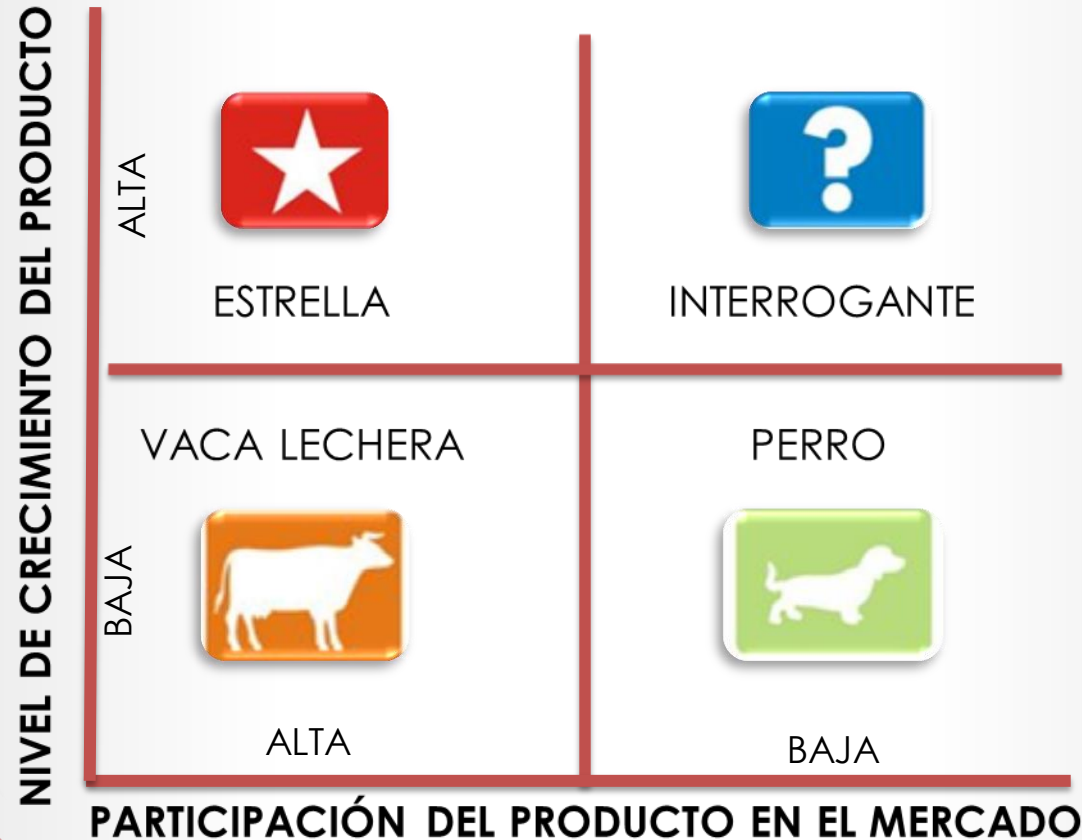 NIVEL DE CRECIMIENTO DEL PRODUCTO
ALTA
?
ESTRELLA
INTERROGANTE
VACA LECHERA
PERRO
BAJA
ALTA
BAJA
PARTICIPACIÓN DEL PRODUCTO EN EL MERCADO